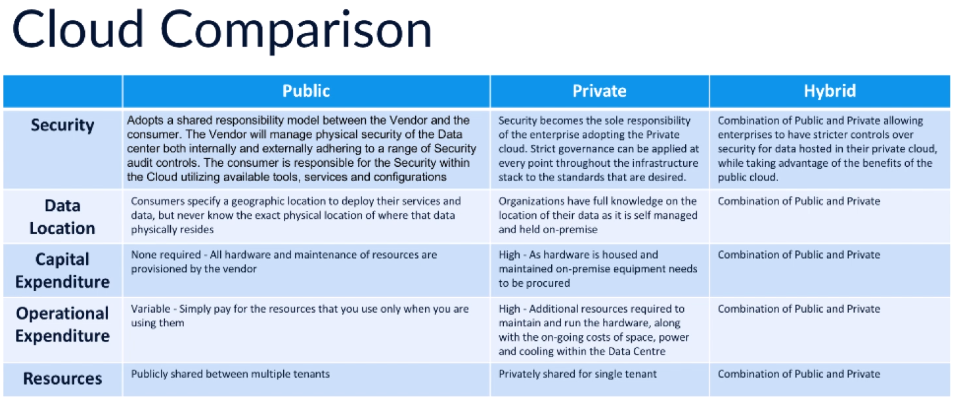 Cloud Comparison
Public Private Hybrid
Security
Adopts a shared responsibility model between the Vendor and the
consumer. The Vendor will manage physical security of the Data
center both internally and externally adhering to a range of Security
audit controls. The consumer is responsible for the Security within
the Cloud utilizing available tools, services and configurations
Security becomes the sole responsibility
of the enterprise adopting the Private
cloud. Strict governance can be applied at
every point throughout the infrastructure
stack to the standards that are desired.
Combination of Public and Private allowing
enterprises to have stricter controls over
security for data hosted in their private cloud,
while taking advantage of the benefits of the
public cloud.
Data
Location
Consumers specify a geographic location to deploy their services and
data, but never know the exact physical location of where that data
physically resides
Organizations have full knowledge on the
location of their data as it is self managed
and held on-premise
Combination of Public and Private
Capital
Expenditure
None required - All hardware and maintenance of resources are
provisioned by the vendor
High - As hardware is housed and
maintained on-premise equipment needs
to be procured
Combination of Public and Private
Operational
Expenditure
Variable - Simply pay for the resources that you use only when you are
using them
High - Additional resources required to
maintain and run the hardware, along
with the on-going costs of space, power
and cooling within the Data Centre
Combination of Public and Private
Resources
Publicly shared between multiple tenants
Privately shared for single tenant
Combination of Public and Private